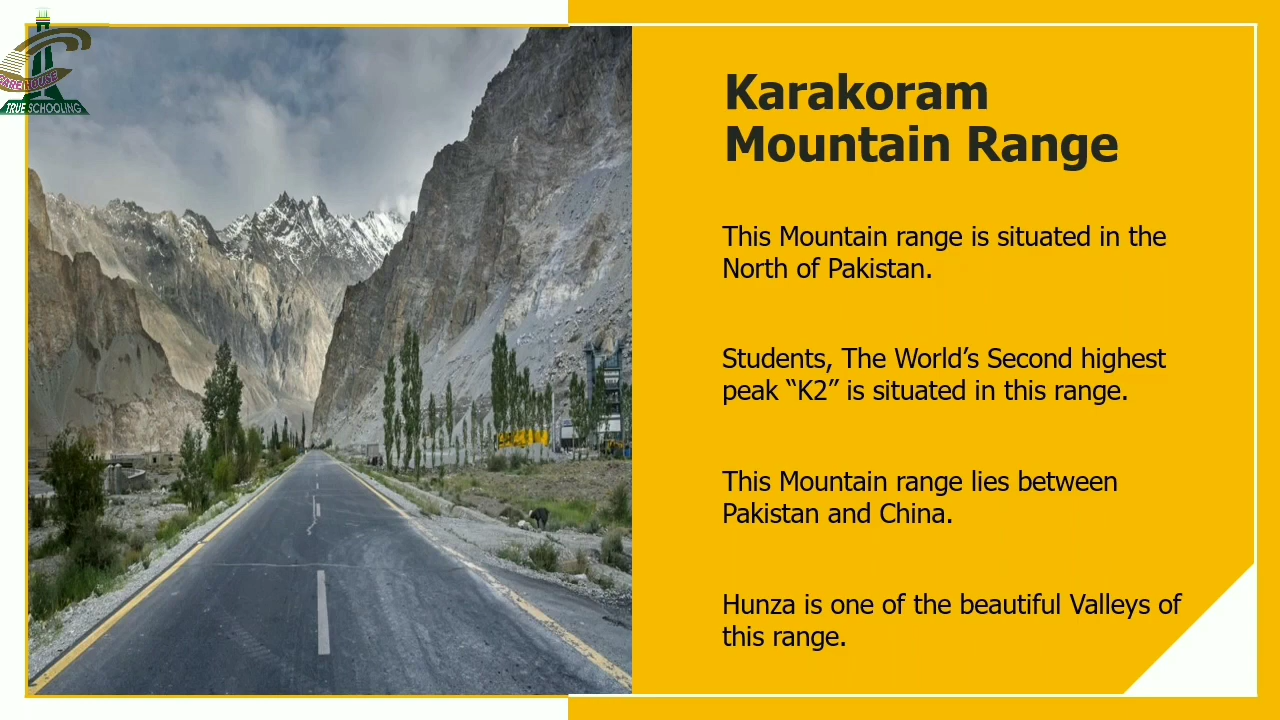 CARE HOUSE
TRUE SCHOOLING
Karakoram
Mountain Range
This Mountain range is situated in the
North of Pakistan.
Students, The World’s Second highest
peak “K2” is situated in this range.
This Mountain range lies between
Pakistan and China.
Hunza is one of the beautiful Valleys of
this range.